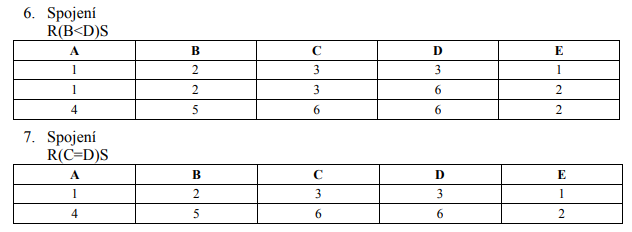 6. Spojení
R(B<D)S
A B C D E
1 2 3 3 1
1 2 3 6 2
4 5 6 6 2
7. Spojení
R(C=D)S
A B C D E
1 2 3 3 1
4 5 6 6 2